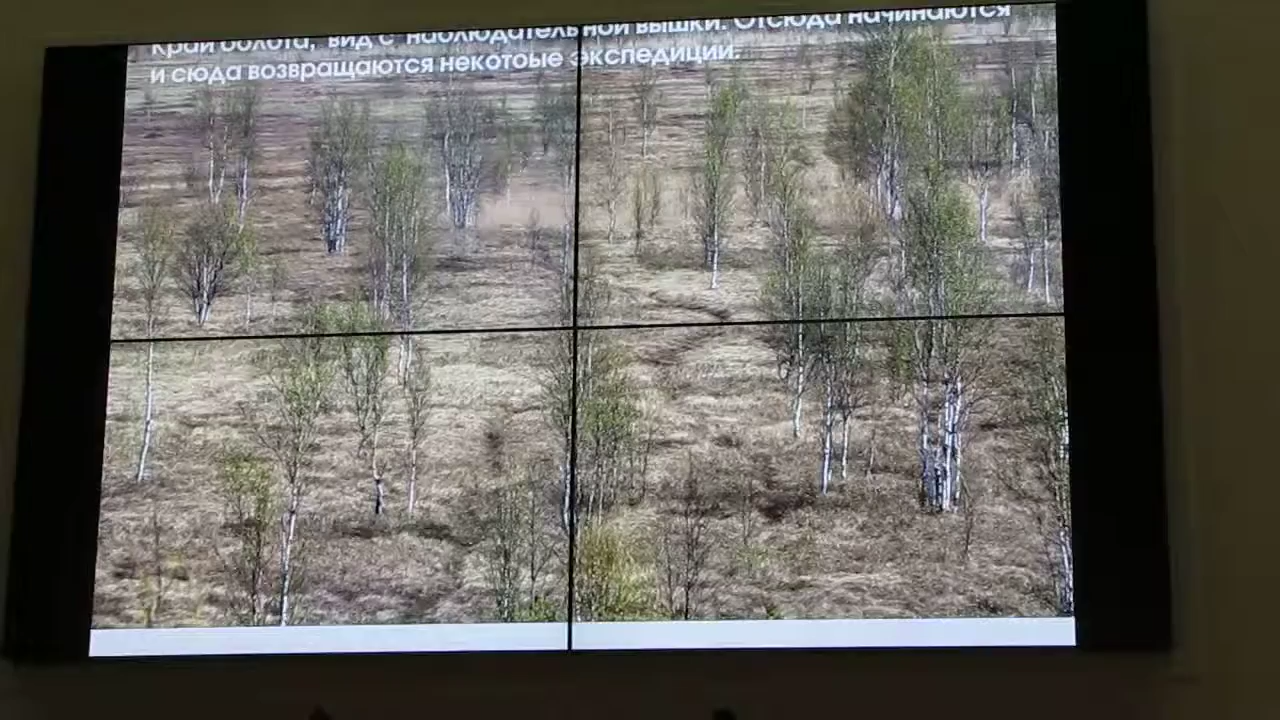 Край болота, вид с наблюдательной вышки. Отсюда начинаются
и сюда возвращаются некотоые экспедиции.